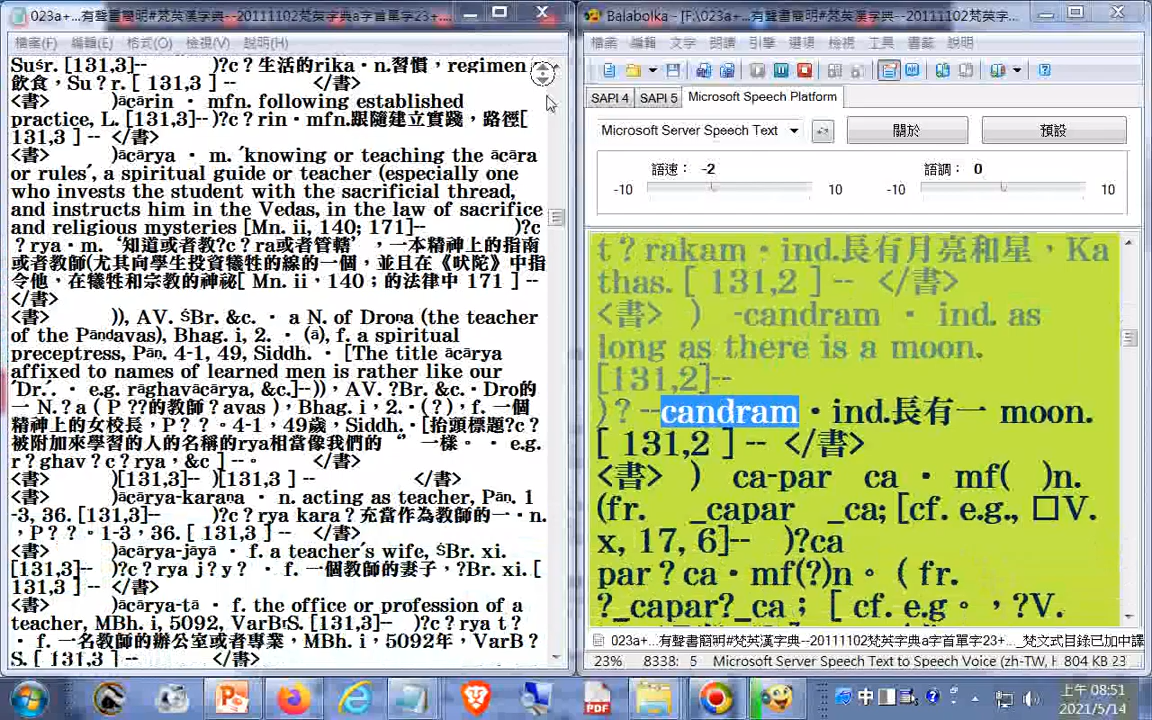 ...有聲書簡明#梵英漢字典--20111102梵英字典a字首單字23+...
檔案(F) 編輯(E) 格式(O) 檢視(V) 說明(H)
Suśr. [131,3] )?c ? 生活的rika‧n.習慣，regimen
飲食，Su ? r. [ 131,3 ] -- </書>
<書> )ācārin ‧ mfn. following established
practice, L. [131,3]-- )?c ? rin‧mfn.跟隨建立實踐，路徑[
131,3 ] -- </書>
<書> )ācārya ‧ m. 'knowing or teaching the ācāra
or rules', a spiritual guide or teacher (especially one
who invests the student with the sacrificial thread,
and instructs him in the Vedas, in the law of sacrifice
and religious mysteries [Mn. ii, 140; 171]-- )?c
? rya‧m.‘知道或者教?c ? ra或者管轄’，一本精神上的指南
或者教師(尤其向學生投資犧牲的線的一個，並且在《吠陀》中指
令他，在犧牲和宗教的神祕[ Mn. ii，140；的法律中 171 ] --
</書>
<書> )), AV. ŚBr. &c. ‧ a N. of Droṇa (the teacher
of the Pāṇḍavas), Bhag. i, 2. ‧ (ā), f. a spiritual
preceptress, Pāṇ. 4-1, 49, Siddh. ‧ [The title ācārya
affixed to names of learned men is rather like our
'Dr.'. ‧ e.g. rāghavācārya, &c.]--))，AV. ?Br. &c.‧Dro的
一 N.?a ( P ??的教師 ? avas )，Bhag. i，2.‧( ? )，f. 一個
精神上的女校長，P ? ?。4-1，49歲，Siddh.‧[抬頭標題?c ?
被附加來學習的人的名稱的rya相當像我們的 “ ” 一樣。‧e.g.
r ? ghav ? c ? rya，&c ] --。 </書>
<書> )[131,3]-- )[131,3 ] -- </書>
<書> )ācārya-karaṇa ‧ n. acting as teacher, Pāṇ. 1
-3, 36. [131,3]-- )?c ? rya kara ? 充當作為教師的一‧n.
，P ? ?。1-3，36. [ 131,3 ] -- </書>
<書> )ācārya-jāyā ‧ f. a teacher's wife, ŚBr. xi.
[131,3]-- )?c ? rya j ? y ? ‧ f. 一個教師的妻子，?Br. xi. [
131,3 ] -- </書>
<書> )ācārya-tā ‧ f. the office or profession of a
teacher, MBh. i, 5092, VarBṛS. [131,3]-- )?c ? rya t ?
‧ f. 一名教師的辦公室或者專業，MBh. i，5092年，VarB ?
S. [ 131,3 ] -- </書>
Balabolka - [F:\023a+...有聲書簡明#梵英漢字典--20111102梵英字...
檔案 編輯 文字 朗讀 引擎 選項 檢視 工具 書籤 說明
SAPI 4 SAPI 5 Microsoft Speech Platform
Microsoft Server Speech Text 關於 預設
語速： -2 語調： 0
-10 10 -10 10
t ? rakam‧ind.長有月亮和星，Ka
thas. [ 131,2 ] -- </書>
<書> ) -candram ‧ ind. as
long as there is a moon.
[131,2]--
) ? --candram‧ind.長有一 moon.
[ 131,2 ] -- </書>
<書> ) ca-par ca ‧ mf( )n.
(fr. _capar _ca; [cf. e.g., □V.
x, 17, 6]-- )?ca
par ? ca‧mf(?)n。 ( fr.
?_capar?_ca； [ cf. e.g。，?V.
023a+...有聲書簡明#梵英漢字典--20111102梵英字典a字首單字23+..._梵文式目錄已加中譯
23% 8338: 5 Microsoft Server Speech Text to Speech Voice (zh-TW, H 804 KB 23
PDF
中
上午 08:51
2021/5/14